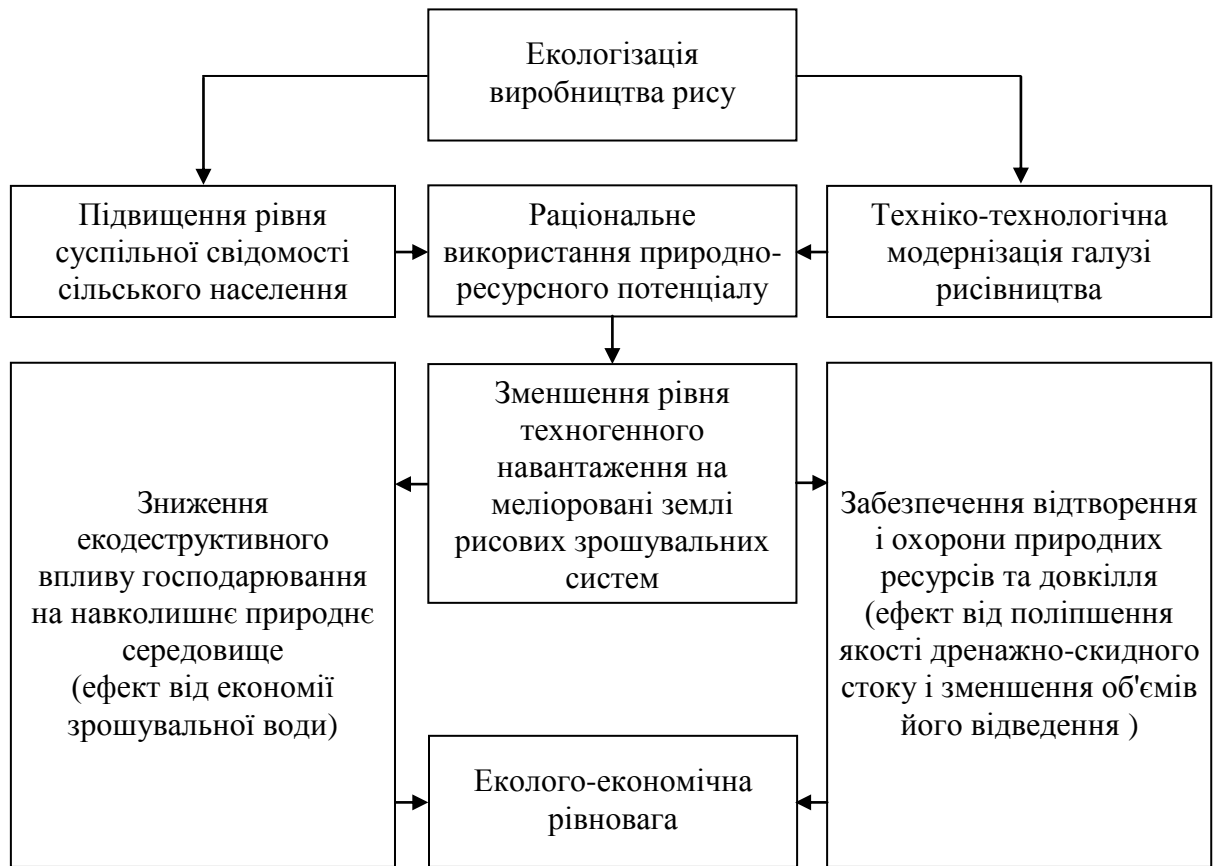 Екологізація
виробництва рису
Підвищення рівня
суспільної свідомості
сільського населення
Раціональне
використання природно-
ресурсного потенціалу
Техніко-технологічна
модернізація галузі
рисівництва
Зниження
екодеструктивного
впливу господарювання
на навколишнє природнє
середовище
(ефект від економії
зрошувальної води)
Зменшення рівня
техногенного
навантаження на
меліоровані землі
рисових зрошувальних
систем
Забезпечення відтворення
і охорони природних
ресурсів та довкілля
(ефект від поліпшення
якості дренажно-скидного
стоку і зменшення об'ємів
його відведення )
Еколого-економічна
рівновага